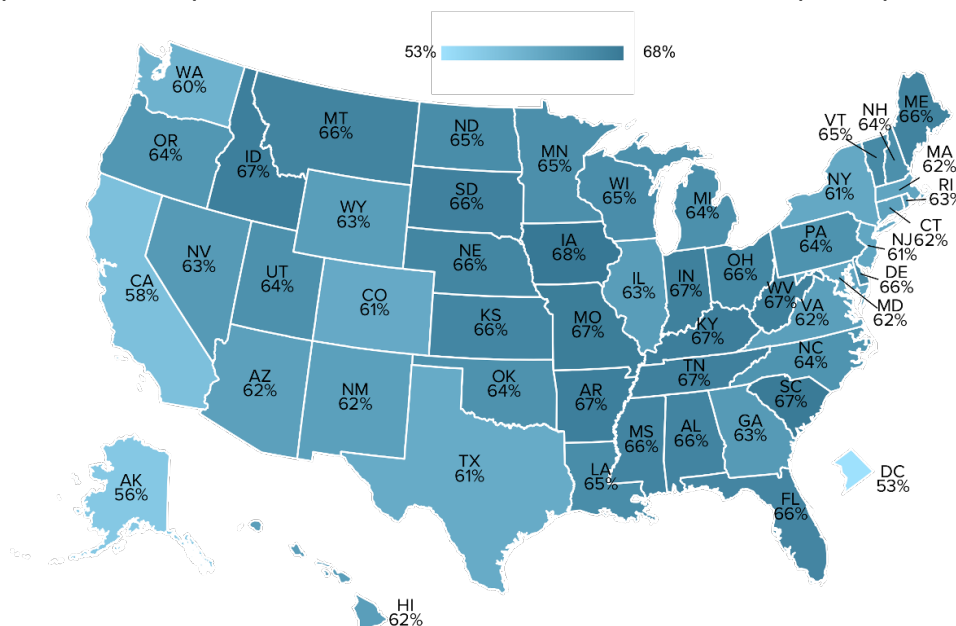 53%
68%
WA
60%
OR
64%
ID
67%
MT
66%
ND
65%
MN
65%
WI
65%
MI
64%
VT
65%
NH
64%
ME
66%
MA
62%
RI
63%
CT
62%
NY
61%
NJ
61%
PA
64%
DE
66%
MD
62%
SD
66%
WY
63%
NV
63%
CA
58%
UT
64%
CO
61%
NE
66%
IA
68%
IL
63%
IN
67%
OH
66%
WV
67%
VA
62%
KS
66%
MO
67%
KY
67%
NC
64%
TN
67%
SC
67%
AZ
62%
NM
62%
OK
64%
AR
67%
MS
66%
AL
66%
GA
63%
TX
61%
LA
65%
FL
66%
AK
56%
HI
62%
DC
53%